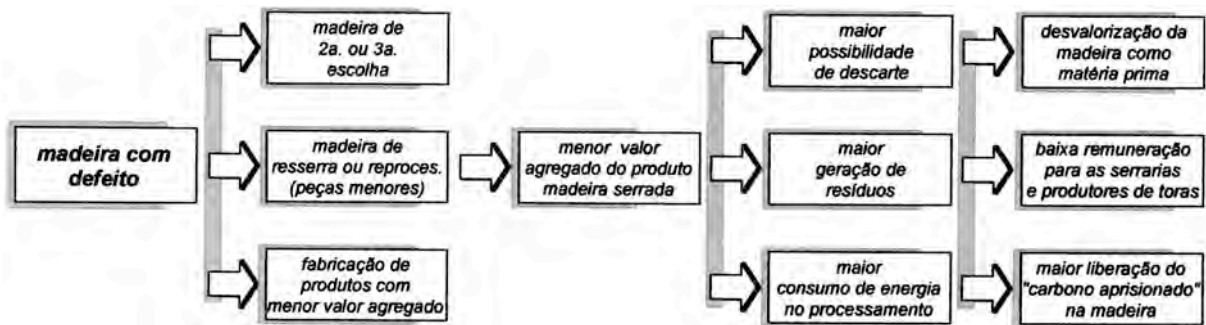 madeira com
defeito
madeira de
2a. ou 3a.
escolha
madeira de
resserra ou reproces.
(peças menores)
fabricação de
produtos com
menor valor agregado
menor valor
agregado do produto
madeira serrada
maior
possibilidade
de descarte
maior
geração de
resíduos
maior
consumo de energia
no processamento
desvalorização da
madeira como
matéria prima
baixa remuneração
para as serrarias
e produtores de toras
maior liberação do
"carbono aprisionado"
na madeira